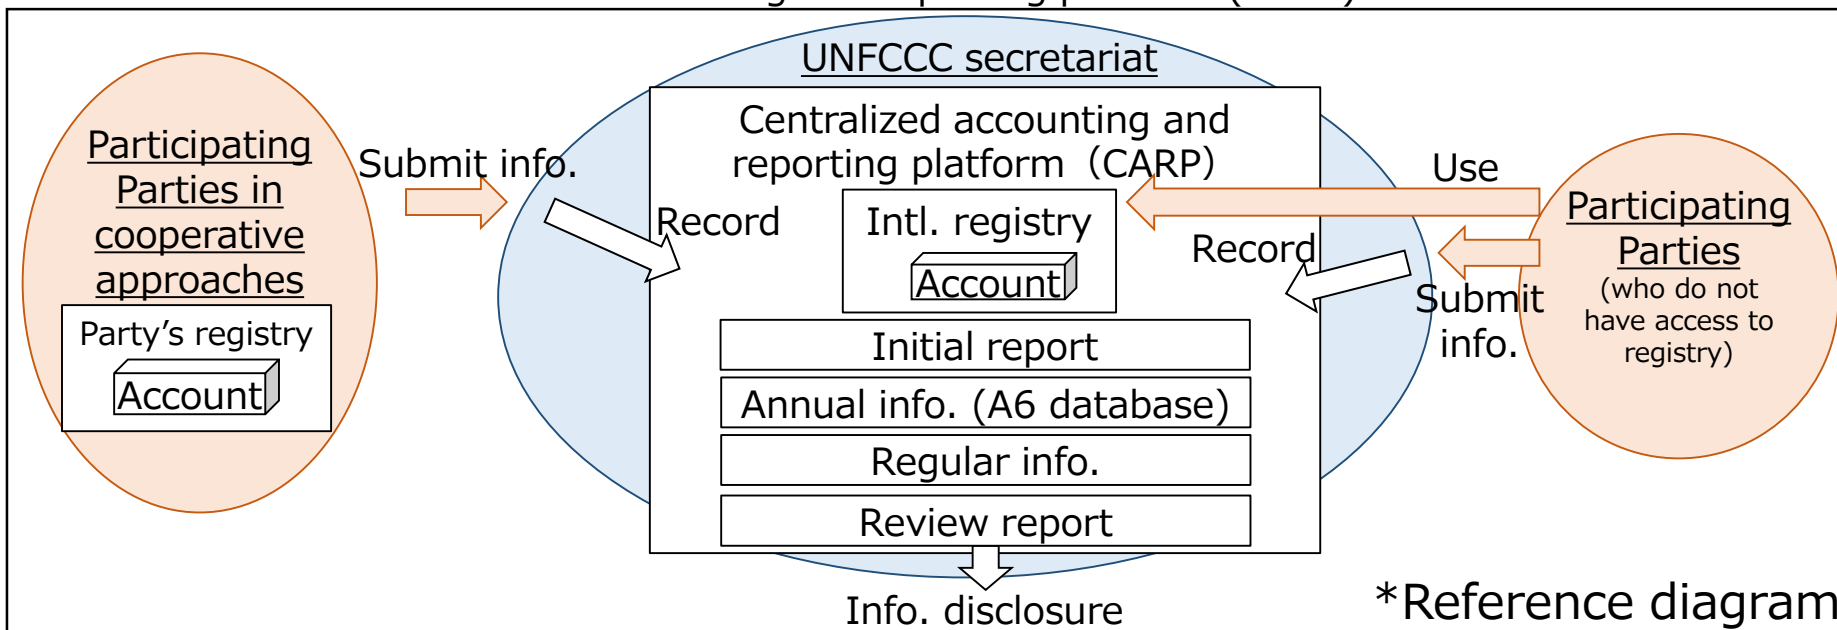 UNFCCC secretariat
Participating
Parties in
cooperative
approaches
Party’s registry
Account
Submit info.
Record
Centralized accounting and
reporting platform（CARP）
Intl. registry
Account
Initial report
Annual info. (A6 database)
Regular info.
Review report
Info. disclosure
Use
Record
Submit
info.
Participating
Parties
(who do not
have access to
registry)
*Reference diagram